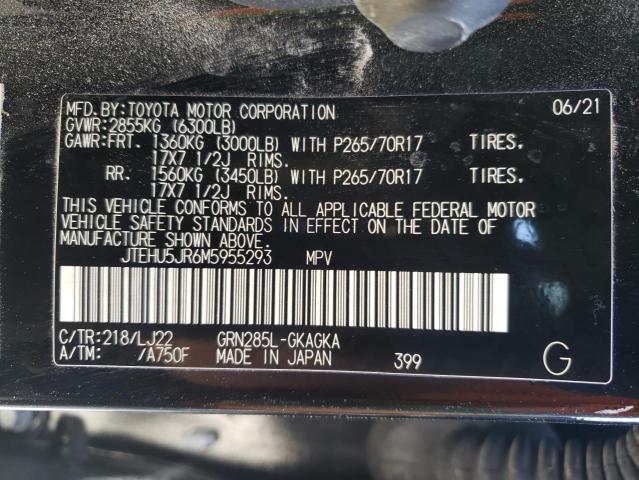 MFD.BY:TOYOTA MOTOR CORPORATION 06/21
GVWR:2855KG (6300LB)
GAWR:FRT. 1360KG (3000LB) WITH P265/70R17 TIRES.
17X7 1/2J RIMS.
RR. 1560KG (3450LB) WITH P265/70R17 TIRES.
17X7 1/2J RIMS.
THIS VEHICLE CONFORMS TO ALL APPLICABLE FEDERAL MOTOR
VEHICLE SAFETY STANDARDS IN EFFECT ON THE DATE OF
MANUFACTURE SHOWN ABOVE.
JTEHU5JR6M5955293 MPV
C/TR:218/LJ22 GRN285L-GKAGKA
A/TM: /A750F MADE IN JAPAN 399 G